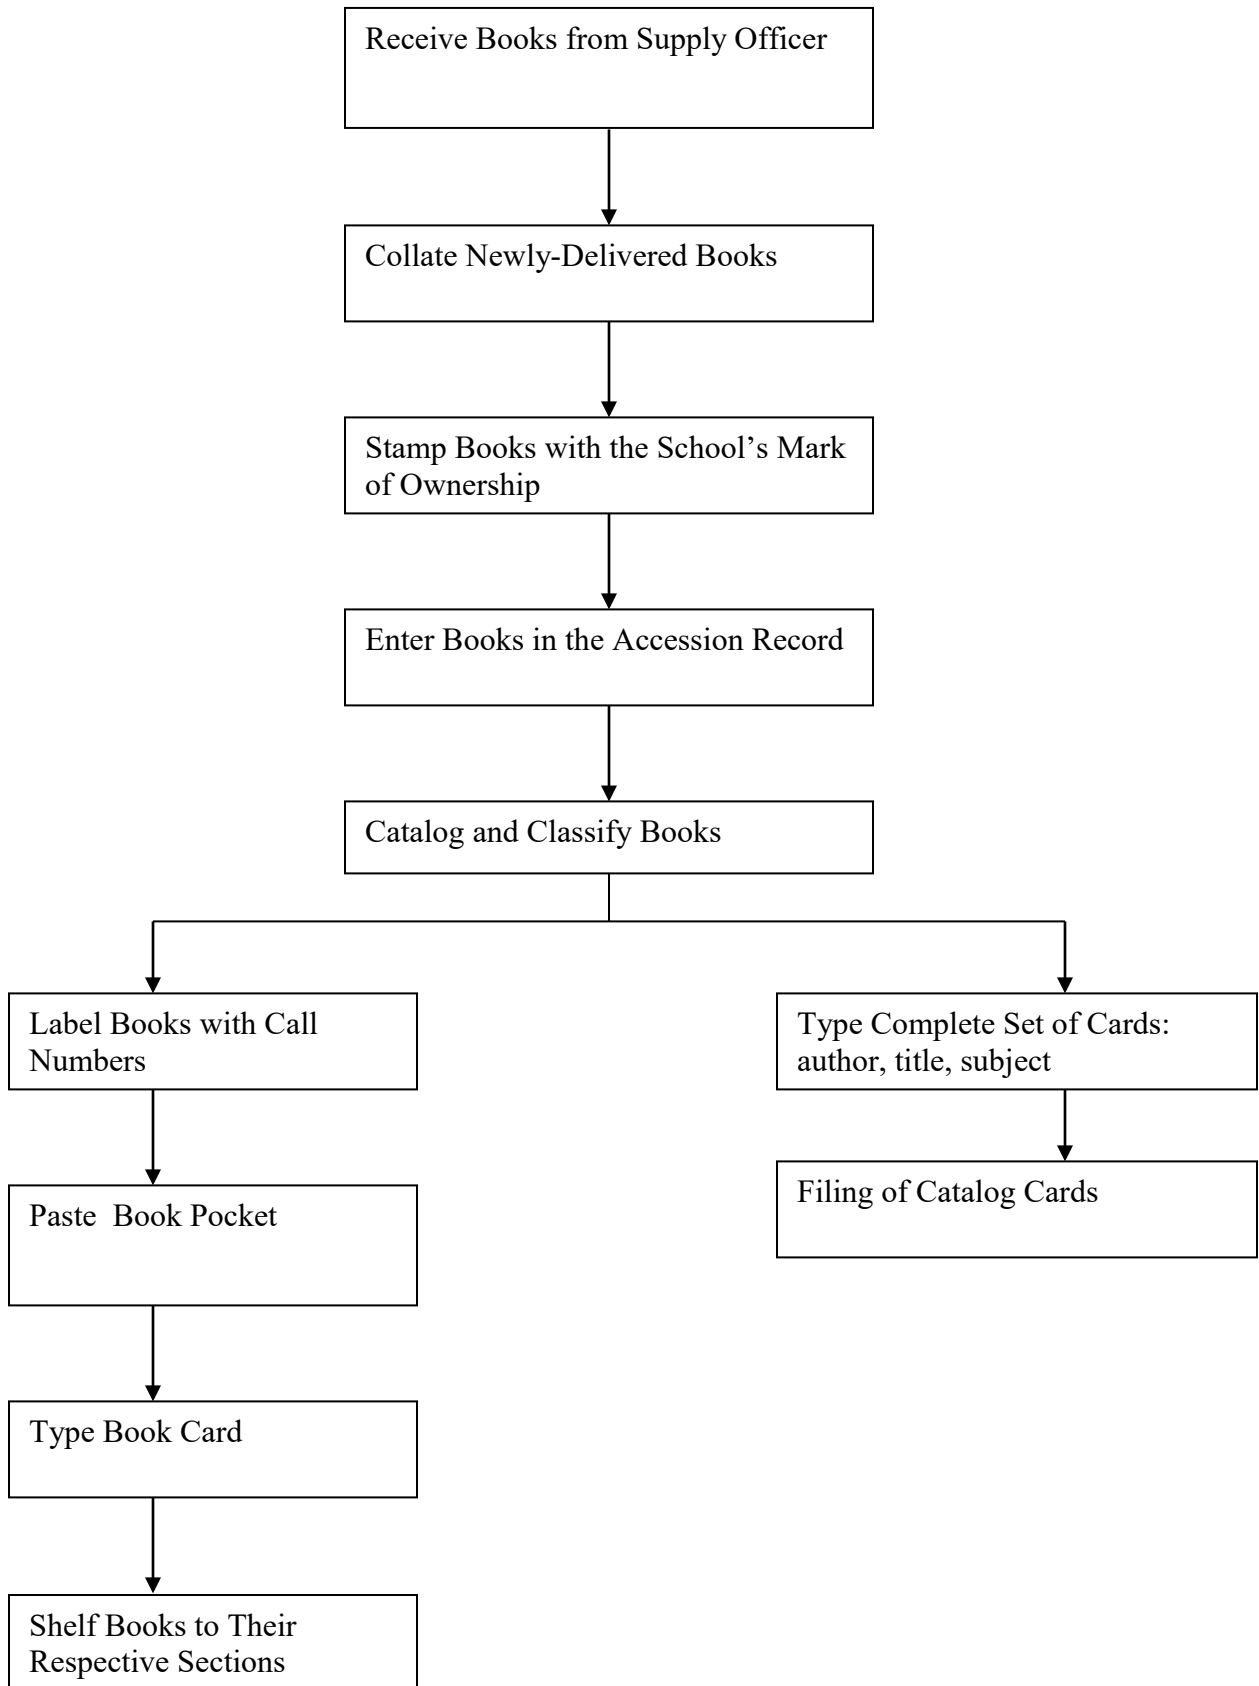 Receive Books from Supply Officer
Collate Newly-Delivered Books
Stamp Books with the School’s Mark
of Ownership
Enter Books in the Accession Record
Catalog and Classify Books
Label Books with Call
Numbers
Paste  Book Pocket
Type Book Card
Shelf Books to Their
Respective Sections
Type Complete Set of Cards:
author, title, subject
Filing of Catalog Cards